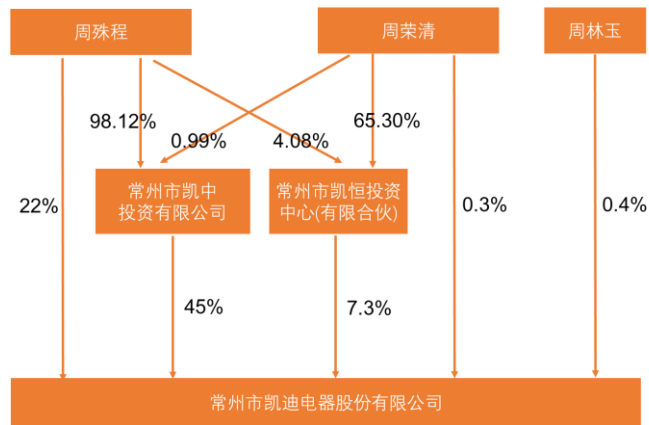 周殊程
周荣清
周林玉
98.12%
0.99%
4.08%
65.30%
常州市凯中
投资有限公司
常州市凯恒投资
中心(有限合伙)
22%
0.3%
0.4%
45%
7.3%
常州市凯迪电器股份有限公司